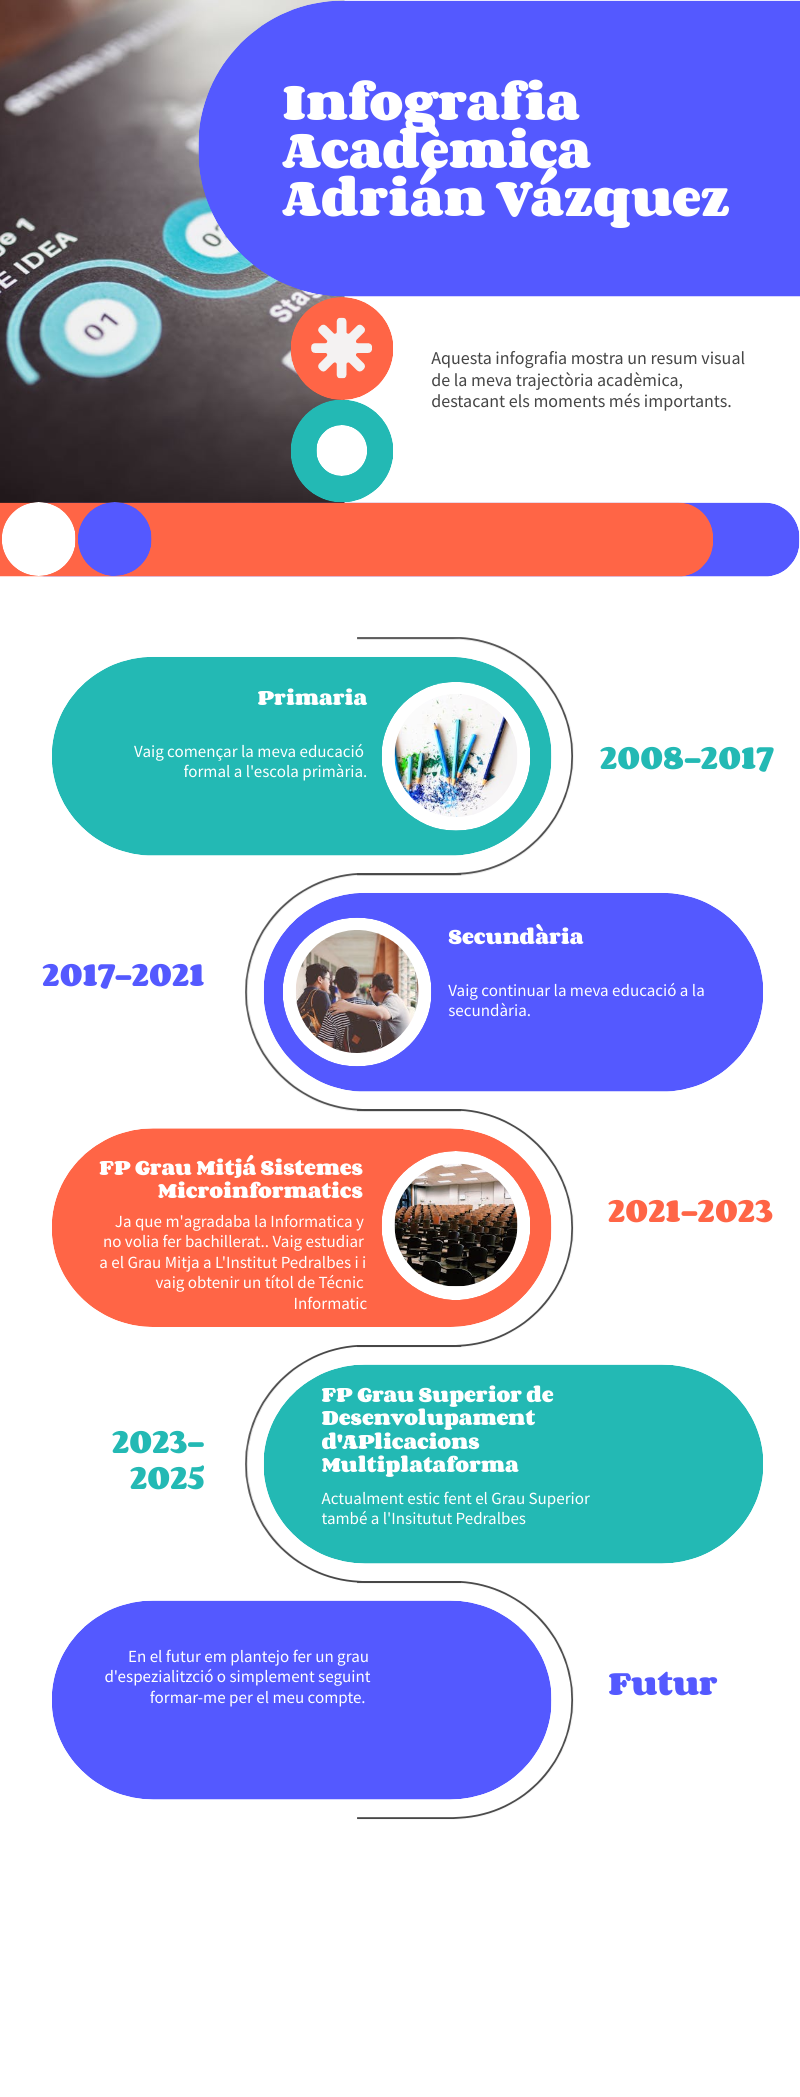 Infografia
Acadèmica
Adrián Vázquez
01
IDEA
Aquesta infografia mostra un resum visual
de la meva trajectòria acadèmica,
destacant els moments més importants.
Primaria
Vaig començar la meva educació
formal a l'escola primària.
2008-2017
2017-2021
Secundària
Vaig continuar la meva educació a la
secundària.
FP Grau Mitjá Sistemes
Microinformatics
Ja que m'agradaba la Informatica y
no volia fer bachillerat.. Vaig estudiar
a el Grau Mitja a L'Institut Pedralbes i i
vaig obtenir un títol de Técnic
Informatic
2021-2023
2023-
2025
FP Grau Superior de
Desenvolupament
d'APlicacions
Multiplataforma
Actualment estic fent el Grau Superior
també a l'Insitutut Pedralbes
En el futur em plantejo fer un grau
d'espezialitzció o simplement seguint
formar-me per el meu compte.
Futur